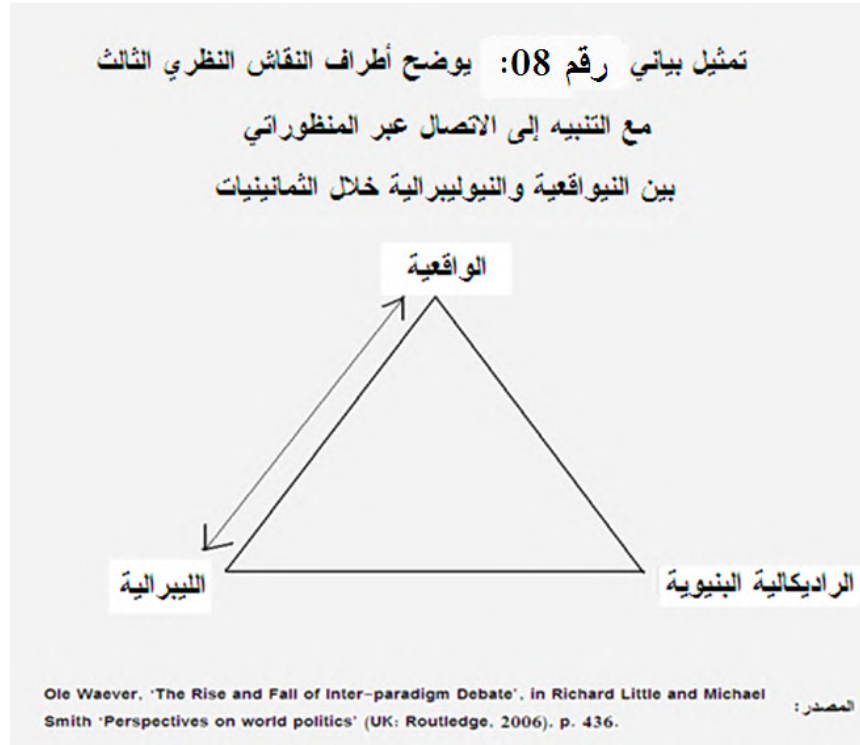 تمثيل بياني رقم 08: يوضح أطراف النقاش النظري الثالث
مع التنبيه إلى الاتصال عبر المنظوراتي
بين النيواقعية والنيوليبرالية خلال الثمانينيات
الواقعية
الليبرالية
الراديكالية البنيوية
المصدر:
Ole Waever, ‘The Rise and Fall of Inter-paradigm Debate’, in Richard Little and Michael
Smith ‘Perspectives on world politics’ (UK: Routledge, 2006). p. 436.